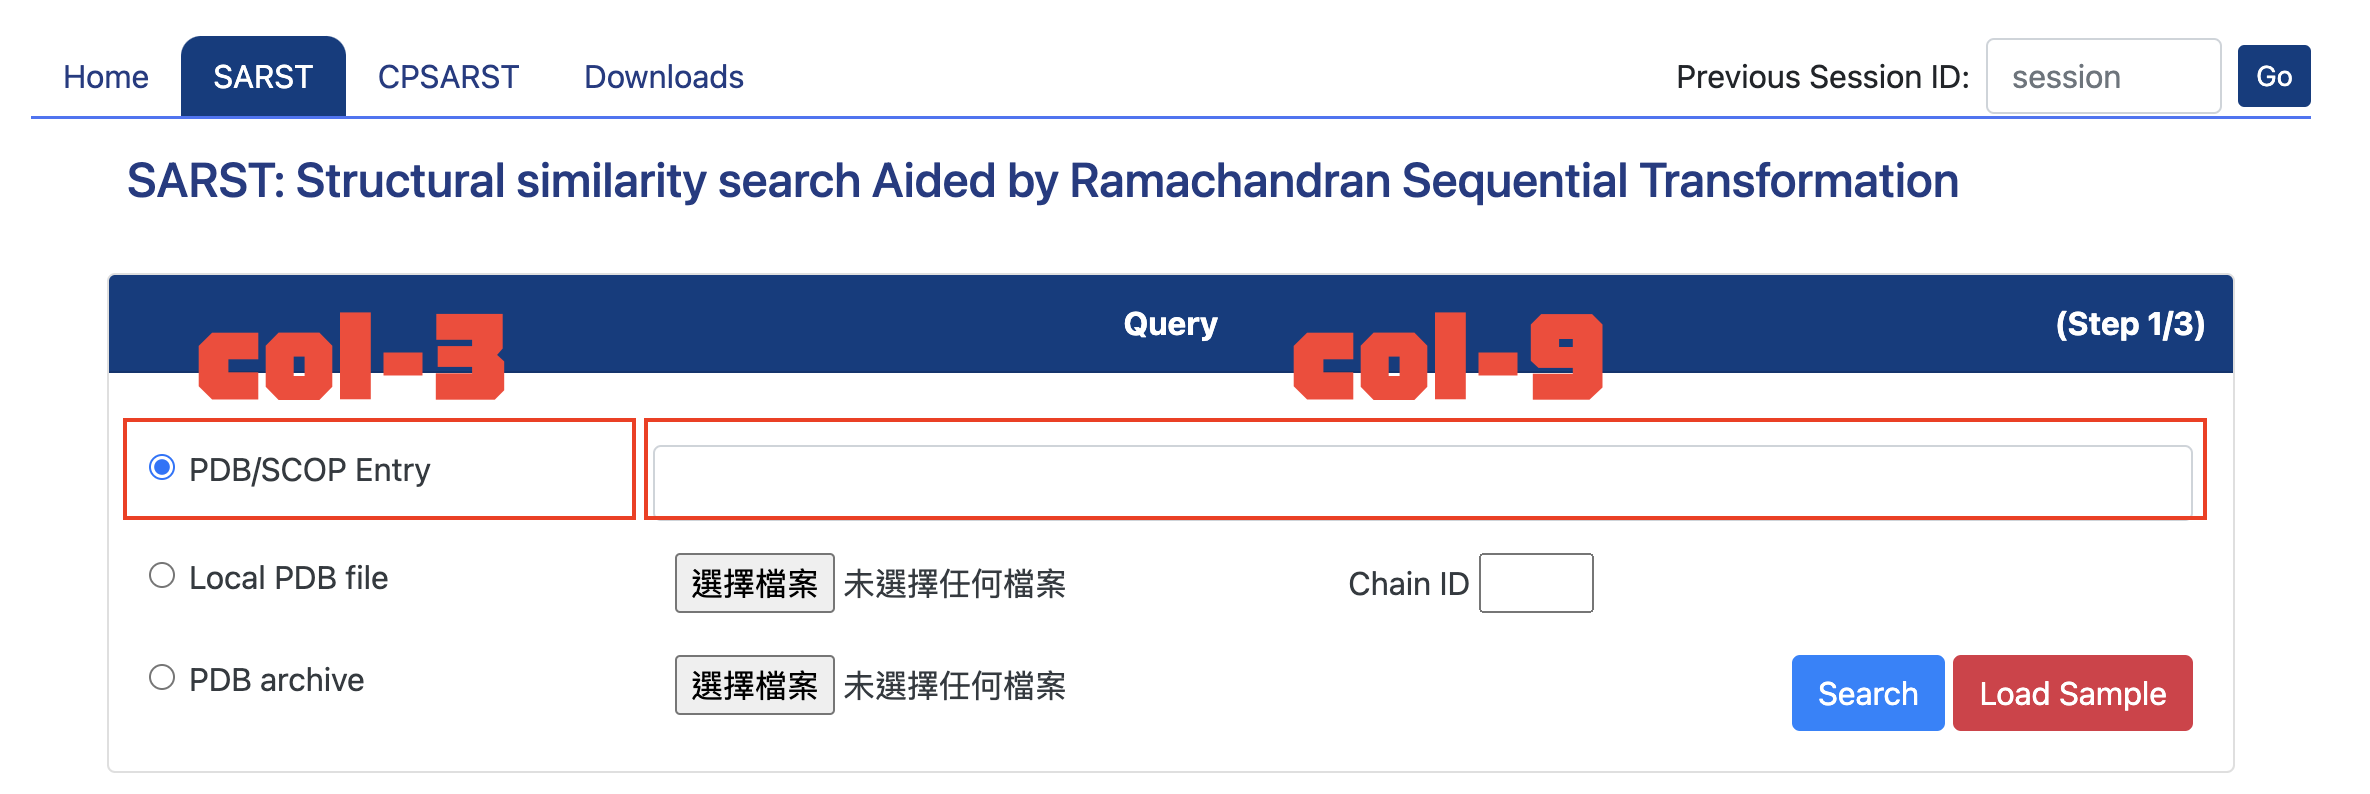 Home SARST CPSARST Downloads Previous Session ID: session Go
SARST: Structural similarity search Aided by Ramachandran Sequential Transformation
Query (Step 1/3)
col-3 col-9
PDB/SCOP Entry
Local PDB file 選擇檔案 未選擇任何檔案 Chain ID
PDB archive 選擇檔案 未選擇任何檔案 Search Load Sample